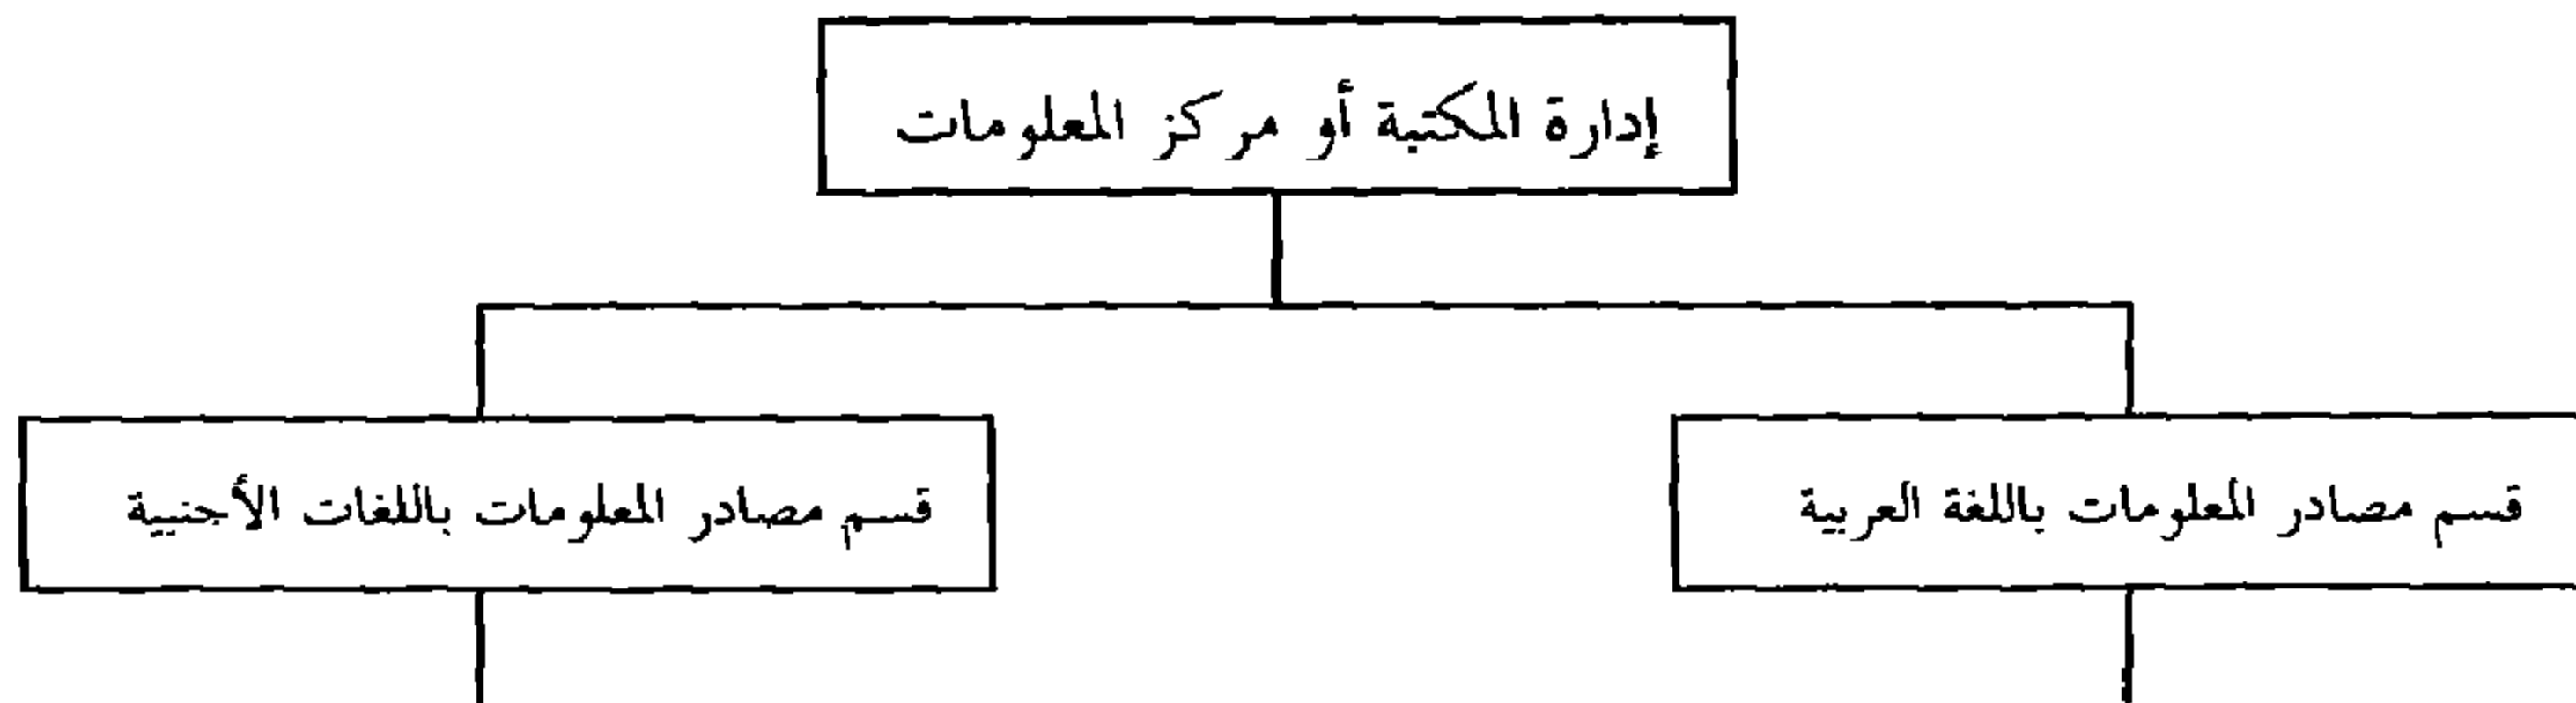 إدارة المكتبة أو مركز المعلومات
قسم مصادر المعلومات باللغة العربية
قسم مصادر المعلومات باللغات الأجنبية